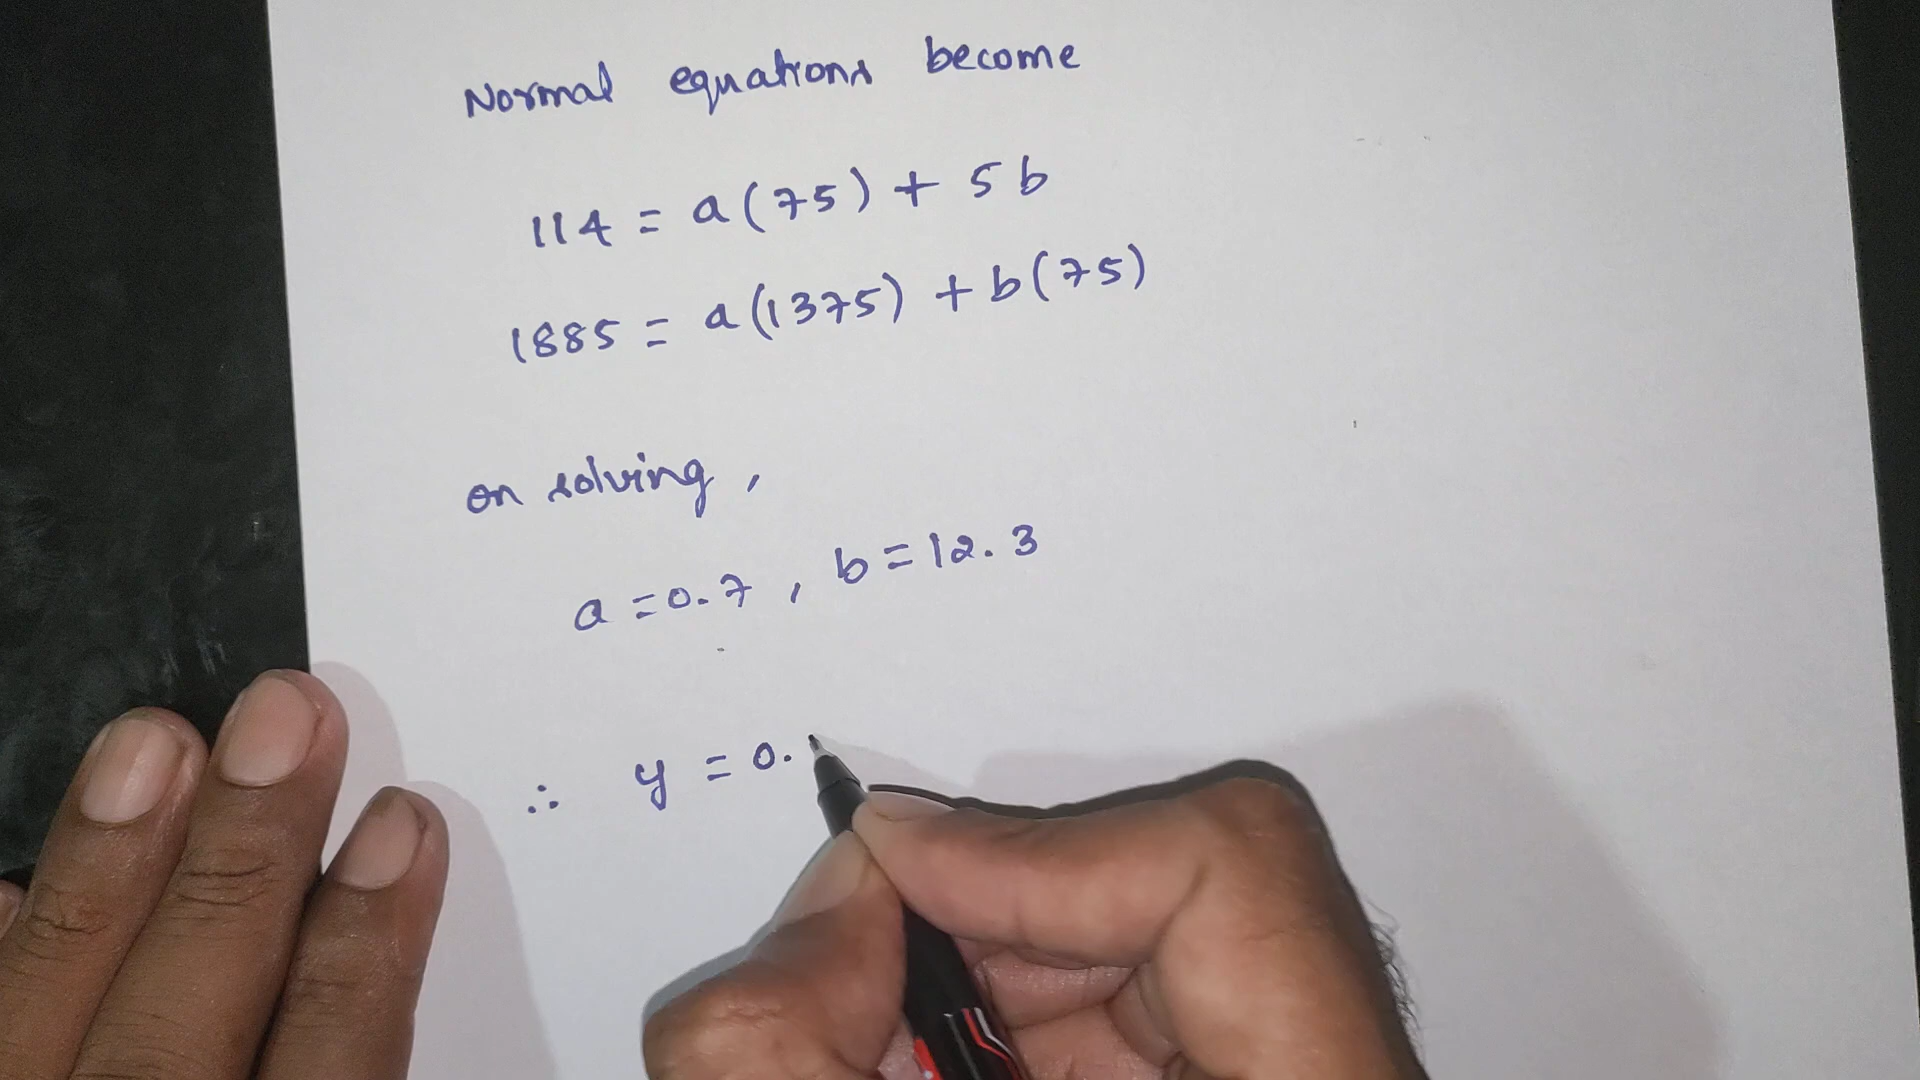 Normal equations become
114 = a(75) + 5b
1885 = a(1375) + b(75)
on solving,
a = 0.7, b = 12.3
∴ y = 0.